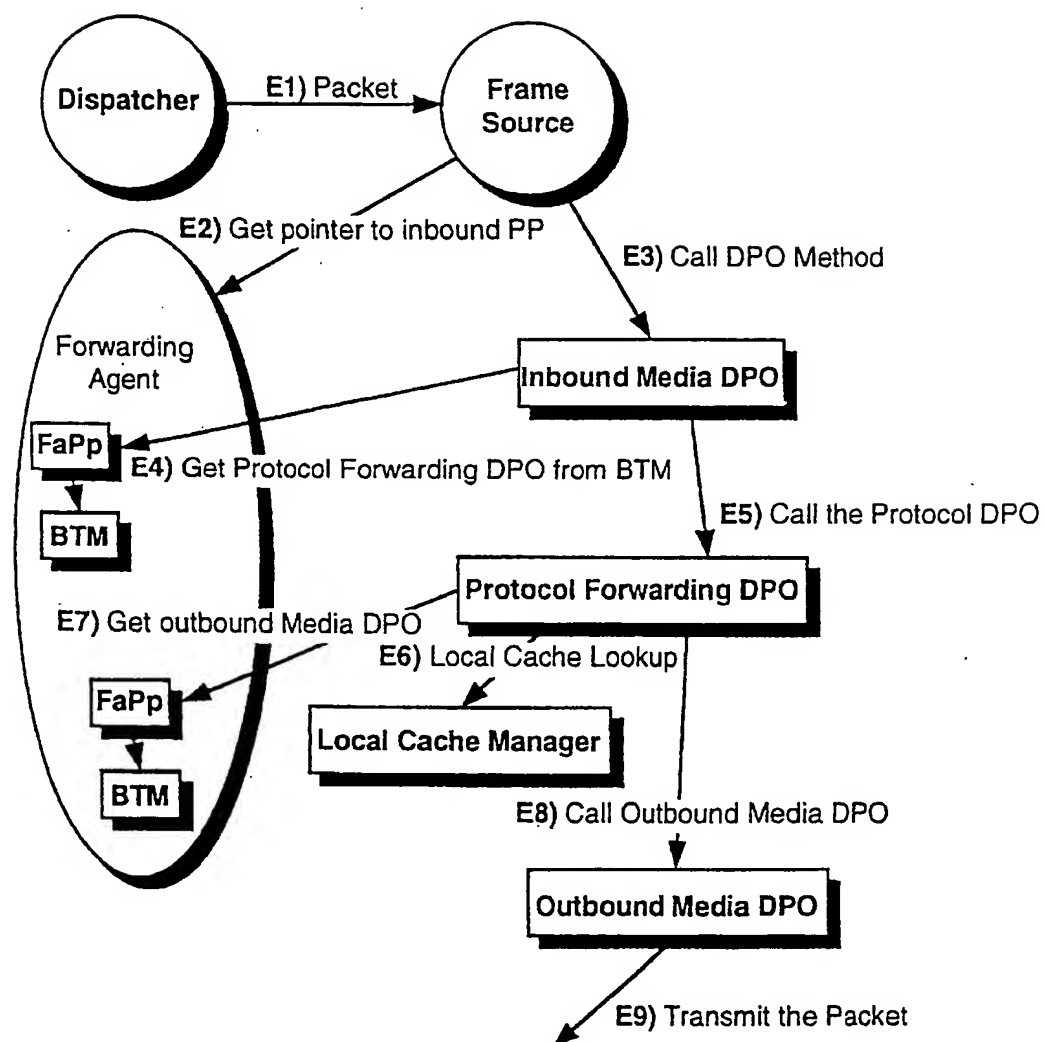 Dispatcher
E1) Packet
Frame
Source
E2) Get pointer to inbound PP
E3) Call DPO Method
Forwarding
Agent
Inbound Media DPO
FaPp
E4) Get Protocol Forwarding DPO from BTM
BTM
E5) Call the Protocol DPO
Protocol Forwarding DPO
E7) Get outbound Media DPO
E6) Local Cache Lookup
FaPp
Local Cache Manager
BTM
E8) Call Outbound Media DPO
Outbound Media DPO
E9) Transmit the Packet